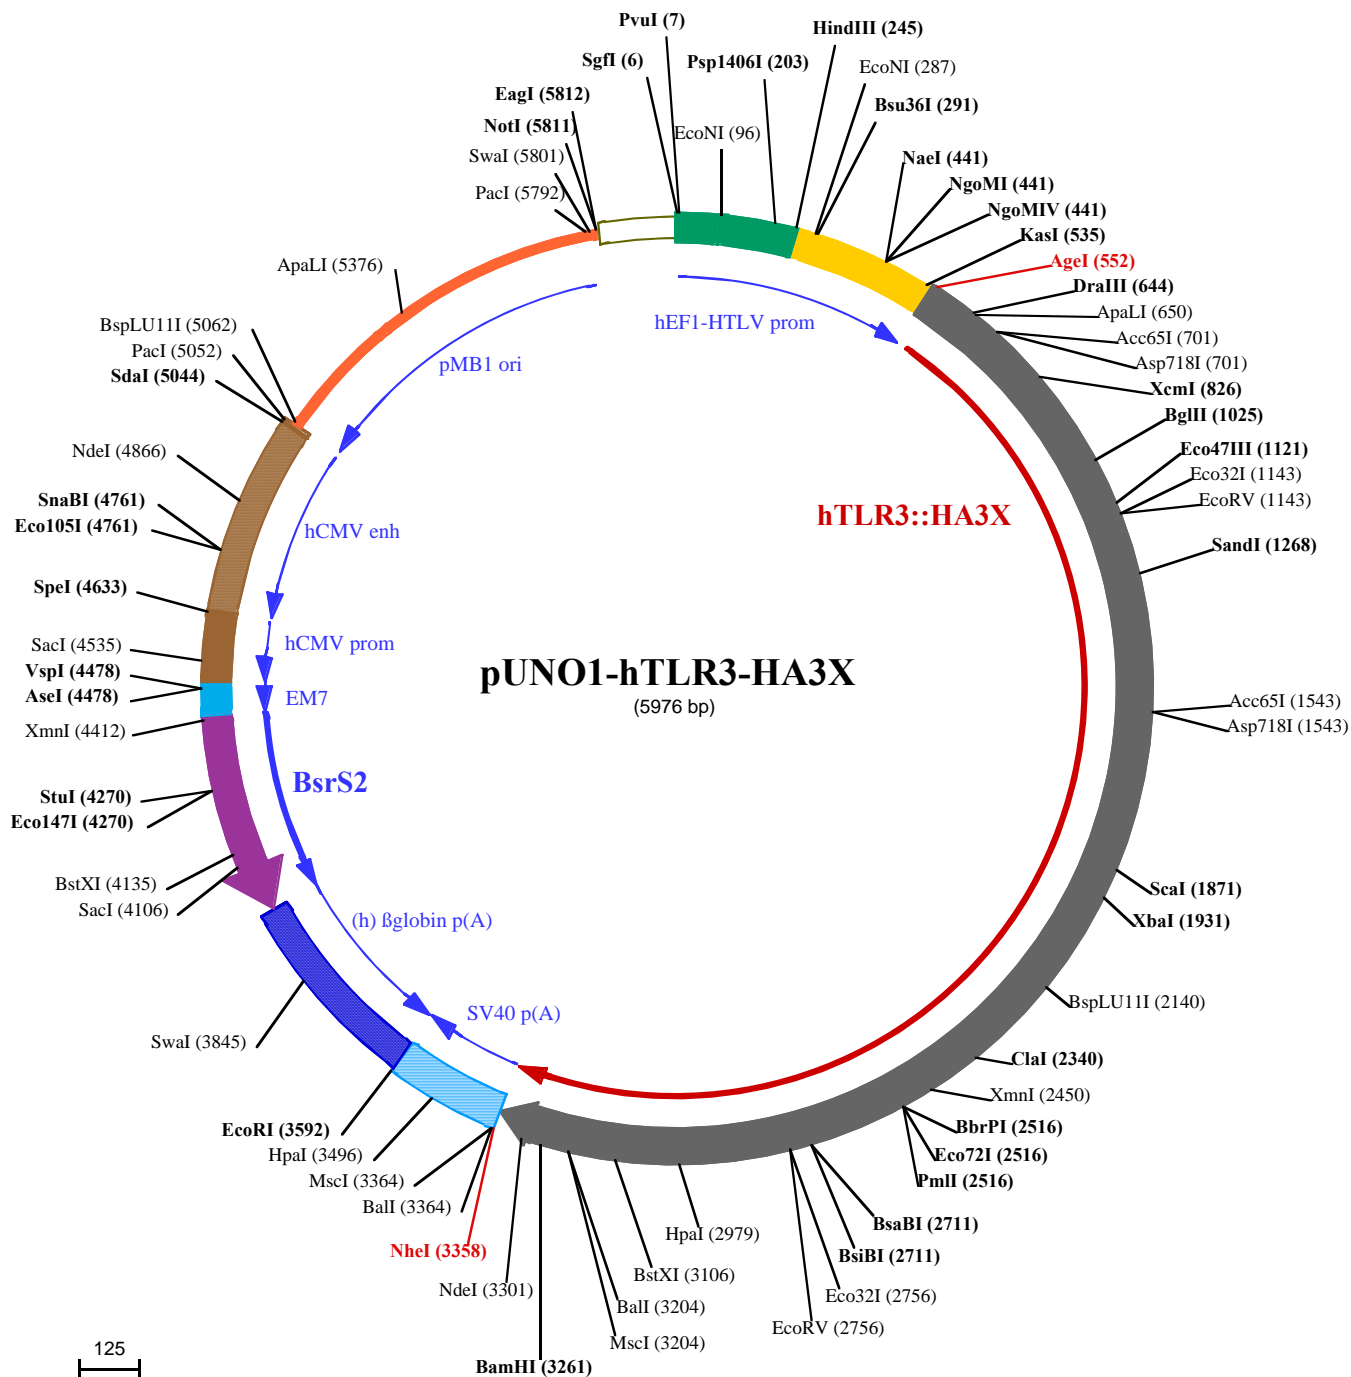 PvuI (7)
HindIII (245)
SgfI (6)
Psp1406I (203)
EcoNI (287)
EagI (5812)
Bsu36I (291)
NotI (5811)
EcoNI (96)
SwaI (5801)
NaeI (441)
PacI (5792)
NgoMI (441)
NgoMIV (441)
KasI (535)
AgeI (552)
ApaLI (5376)
DraIII (644)
ApaLI (650)
hEF1-HTLV prom
BspLU11I (5062)
Acc65I (701)
PacI (5052)
pMB1 ori
Asp718I (701)
SdaI (5044)
XcmI (826)
BglII (1025)
NdeI (4866)
Eco47III (1121)
Eco32I (1143)
SnaBI (4761)
EcoRV (1143)
hTLR3::HA3X
Eco105I (4761)
hCMV enh
SandI (1268)
SpeI (4633)
SacI (4535)
hCMV prom
VspI (4478)
pUNO1-hTLR3-HA3X
AseI (4478)
EM7
(5976 bp)
Acc65I (1543)
XmnI (4412)
Asp718I (1543)
BsrS2
StuI (4270)
Eco147I (4270)
BstXI (4135)
ScaI (1871)
SacI (4106)
(h) ßglobin p(A)
XbaI (1931)
BspLU11I (2140)
SV40 p(A)
SwaI (3845)
ClaI (2340)
XmnI (2450)
EcoRI (3592)
BbrPI (2516)
HpaI (3496)
Eco72I (2516)
MscI (3364)
PmlI (2516)
BalI (3364)
BsaBI (2711)
HpaI (2979)
NheI (3358)
BsiBI (2711)
BstXI (3106)
NdeI (3301)
Eco32I (2756)
BalI (3204)
EcoRV (2756)
MscI (3204)
125
BamHI (3261)